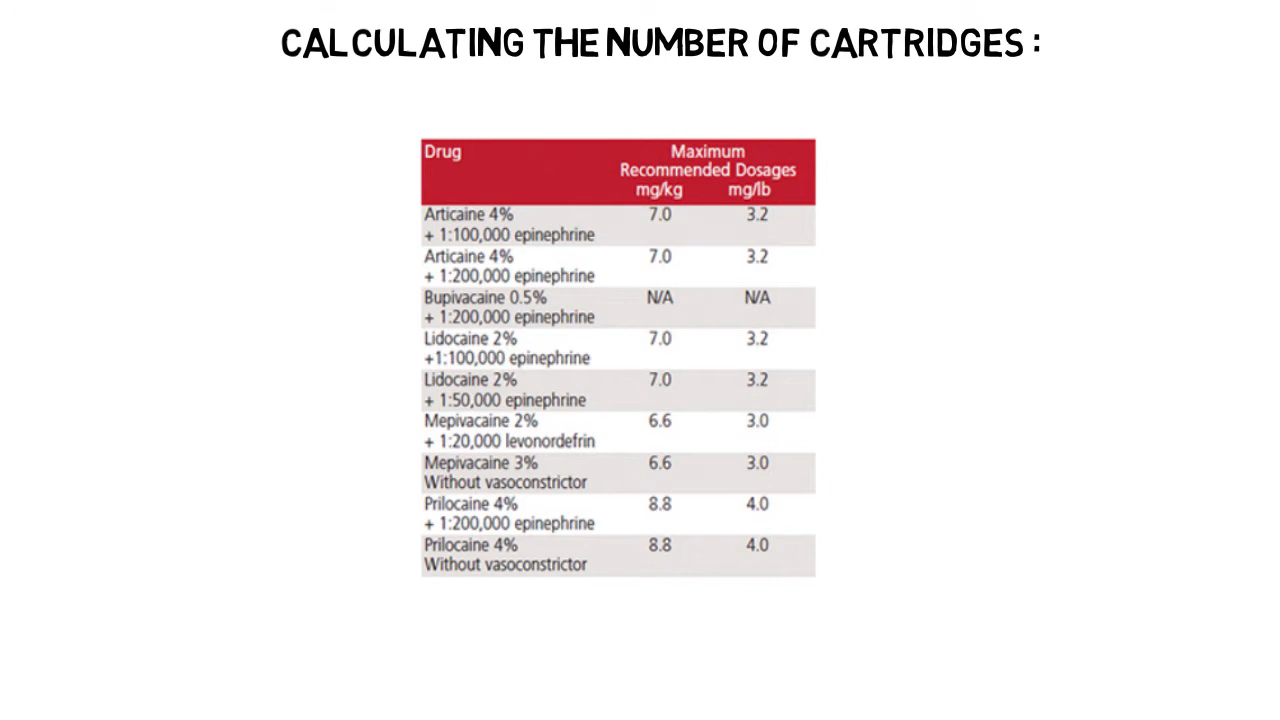 CALCULATING THE NUMBER OF CARTRIDGES :
Drug Maximum
Recommended Dosages
mg/kg mg/lb
Articaine 4% 7.0 3.2
+ 1:100,000 epinephrine
Articaine 4% 7.0 3.2
+ 1:200,000 epinephrine
Bupivacaine 0.5% N/A N/A
+ 1:200,000 epinephrine
Lidocaine 2% 7.0 3.2
+1:100,000 epinephrine
Lidocaine 2% 7.0 3.2
+ 1:50,000 epinephrine
Mepivacaine 2% 6.6 3.0
+ 1:20,000 levonordefrin
Mepivacaine 3% 6.6 3.0
Without vasoconstrictor
Prilocaine 4% 8.8 4.0
+ 1:200,000 epinephrine
Prilocaine 4% 8.8 4.0
Without vasoconstrictor